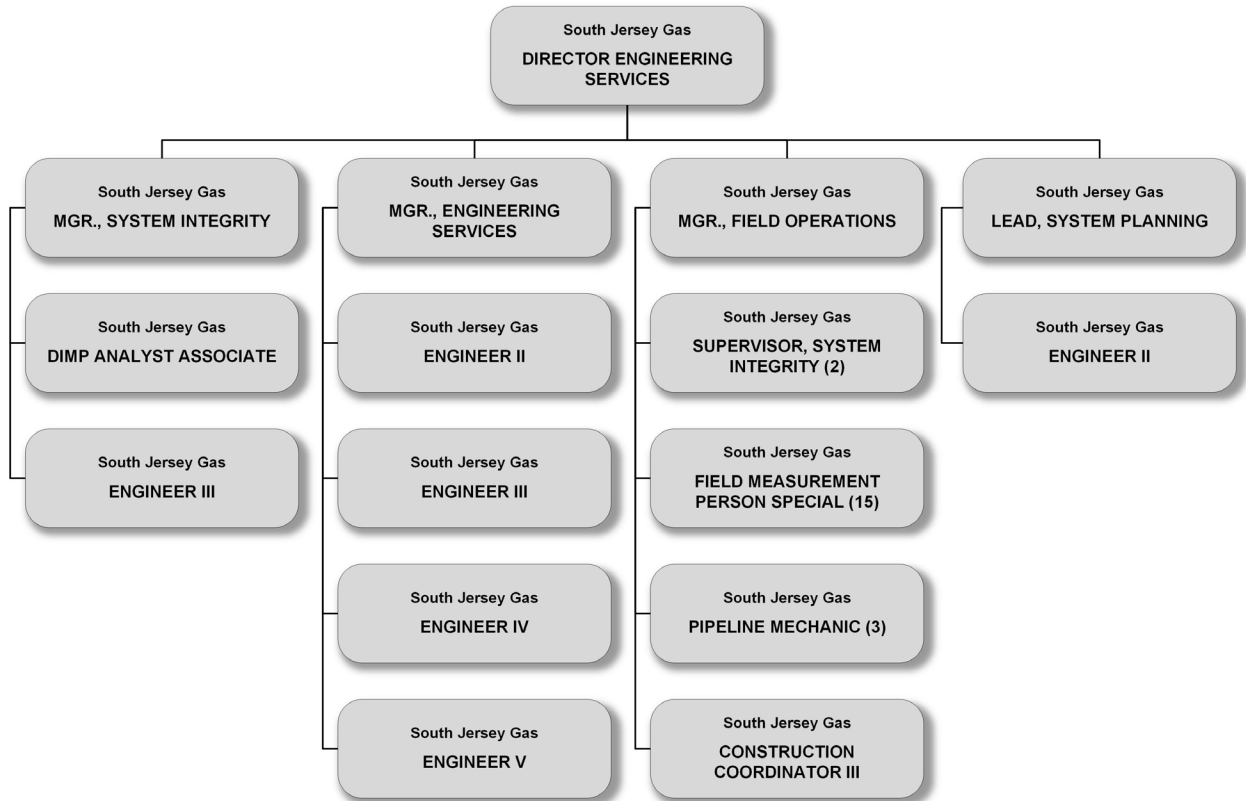 South Jersey Gas
DIRECTOR ENGINEERING
SERVICES
South Jersey Gas
MGR., SYSTEM INTEGRITY
South Jersey Gas
MGR., ENGINEERING
SERVICES
South Jersey Gas
MGR., FIELD OPERATIONS
South Jersey Gas
LEAD, SYSTEM PLANNING
South Jersey Gas
DIMP ANALYST ASSOCIATE
South Jersey Gas
ENGINEER II
South Jersey Gas
SUPERVISOR, SYSTEM
INTEGRITY (2)
South Jersey Gas
ENGINEER II
South Jersey Gas
ENGINEER III
South Jersey Gas
ENGINEER III
South Jersey Gas
FIELD MEASUREMENT
PERSON SPECIAL (15)
South Jersey Gas
ENGINEER IV
South Jersey Gas
PIPELINE MECHANIC (3)
South Jersey Gas
ENGINEER V
South Jersey Gas
CONSTRUCTION
COORDINATOR III